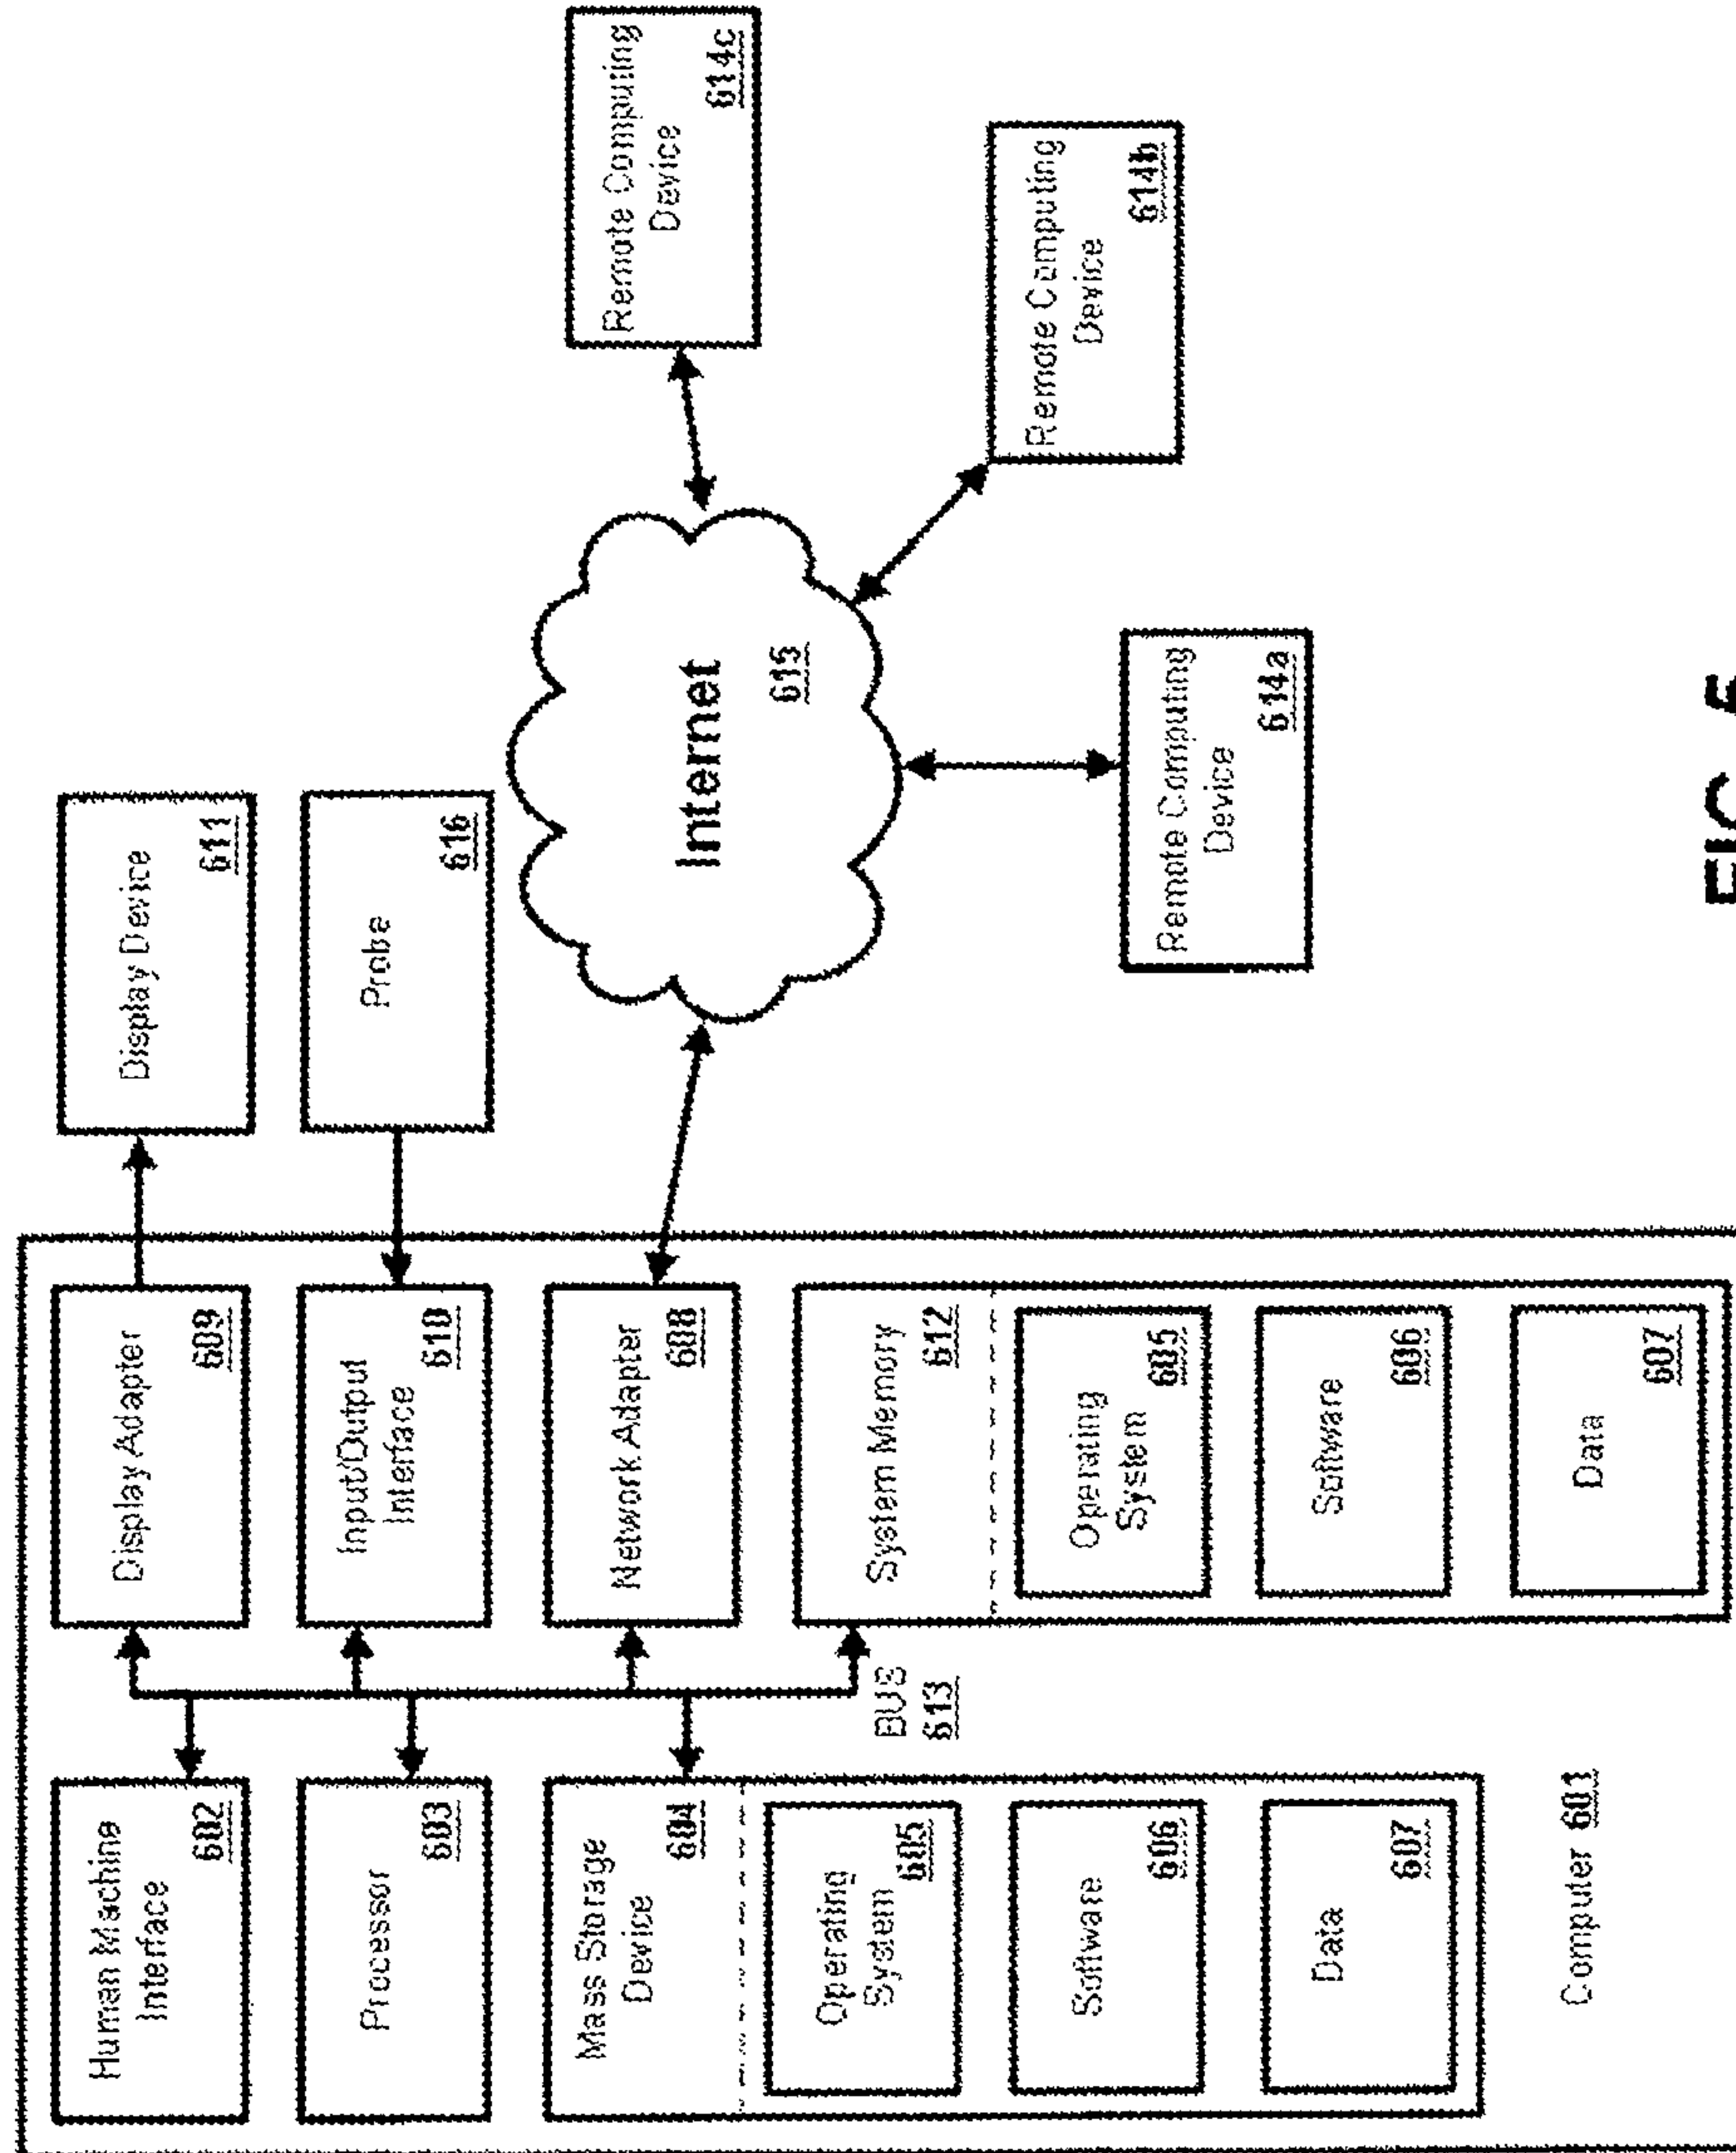 Human Machine
Interface
602
Processor
603
Mass Storage
Device
604
Operating
System
605
Software
606
Data
607
Computer 601
BUS
613
Display Adapter
609
Input/Output
Interface
610
Network Adapter
608
System Memory
612
Operating
System
605
Software
606
Data
607
Display Device
611
Probe
616
Internet
615
Remote Computing
Device
614a
Remote Computing
Device
614b
Remote Computing
Device
614c
FIG.